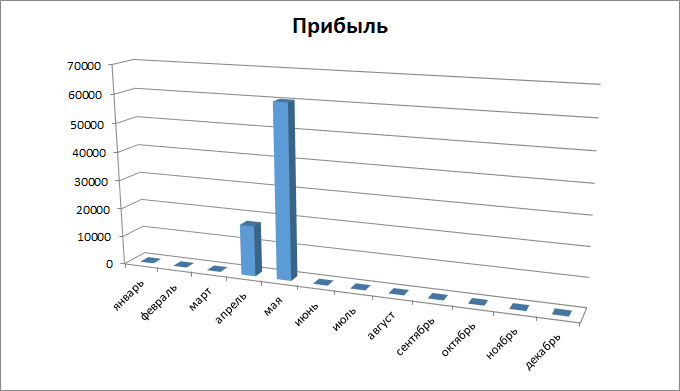 Прибыль
70000
60000
50000
40000
30000
20000
10000
0
январь
февраль
март
апрель
мая
июнь
июль
август
сентябрь
октябрь
ноябрь
декабрь